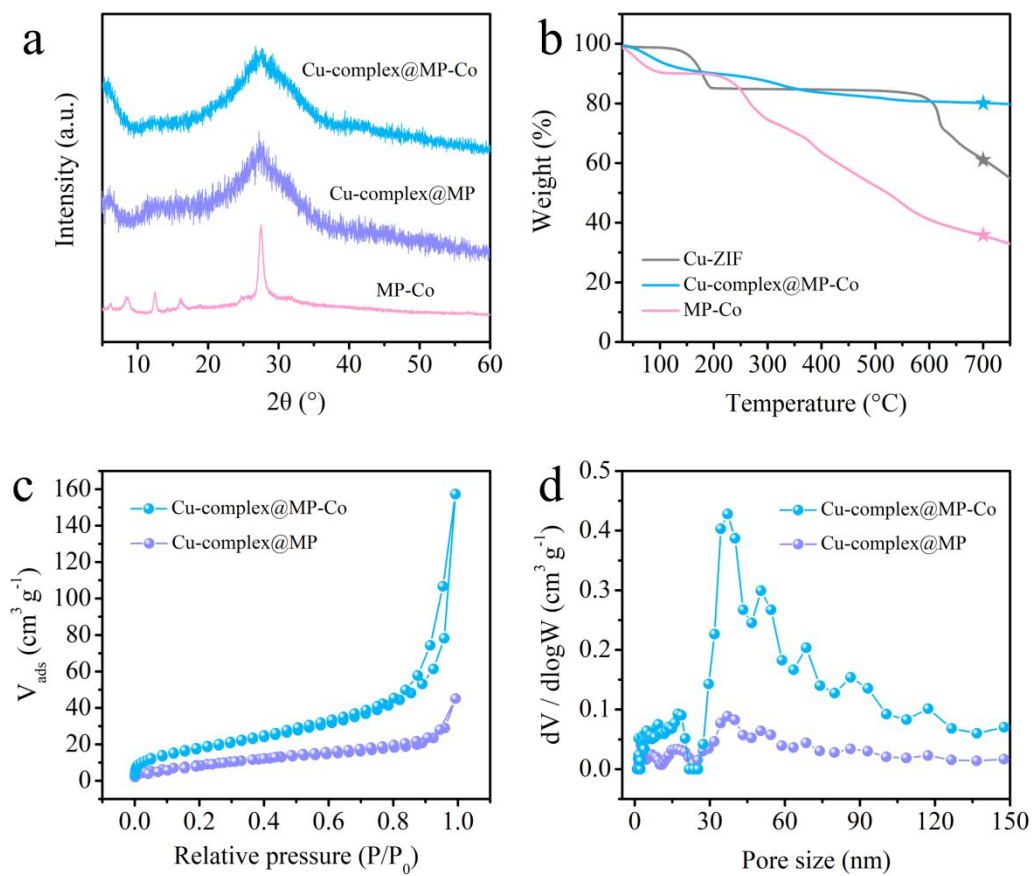 a
Cu-complex@MP-Co
Cu-complex@MP
MP-Co
Intensity (a.u.)
10 20 30 40 50 60
2θ (°)
b
100
80
60
40
20
0
Weight (%)
Cu-ZIF
Cu-complex@MP-Co
MP-Co
100 200 300 400 500 600 700
Temperature (°C)
c
160
140
120
100
80
60
40
20
0
V_ads (cm³ g⁻¹)
Cu-complex@MP-Co
Cu-complex@MP
0.0 0.2 0.4 0.6 0.8 1.0
Relative pressure (P/P₀)
d
0.5
0.4
0.3
0.2
0.1
0.0
dV / dlogW (cm³ g⁻¹)
Cu-complex@MP-Co
Cu-complex@MP
0 30 60 90 120 150
Pore size (nm)